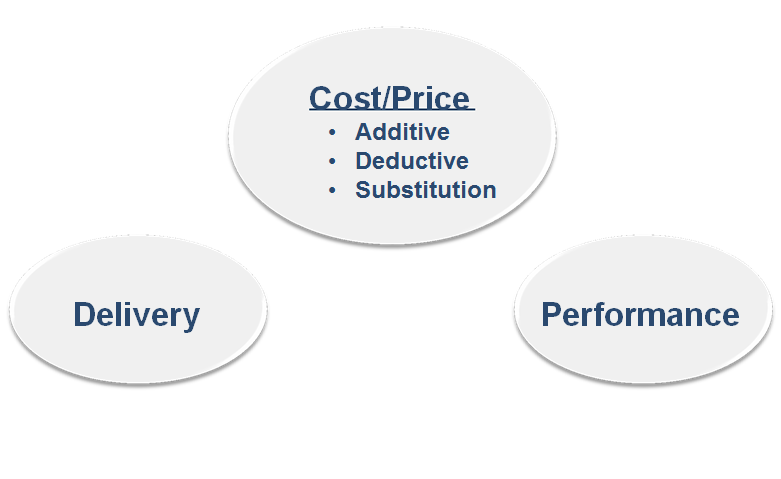 Cost/Price
• Additive
• Deductive
• Substitution
Delivery
Performance